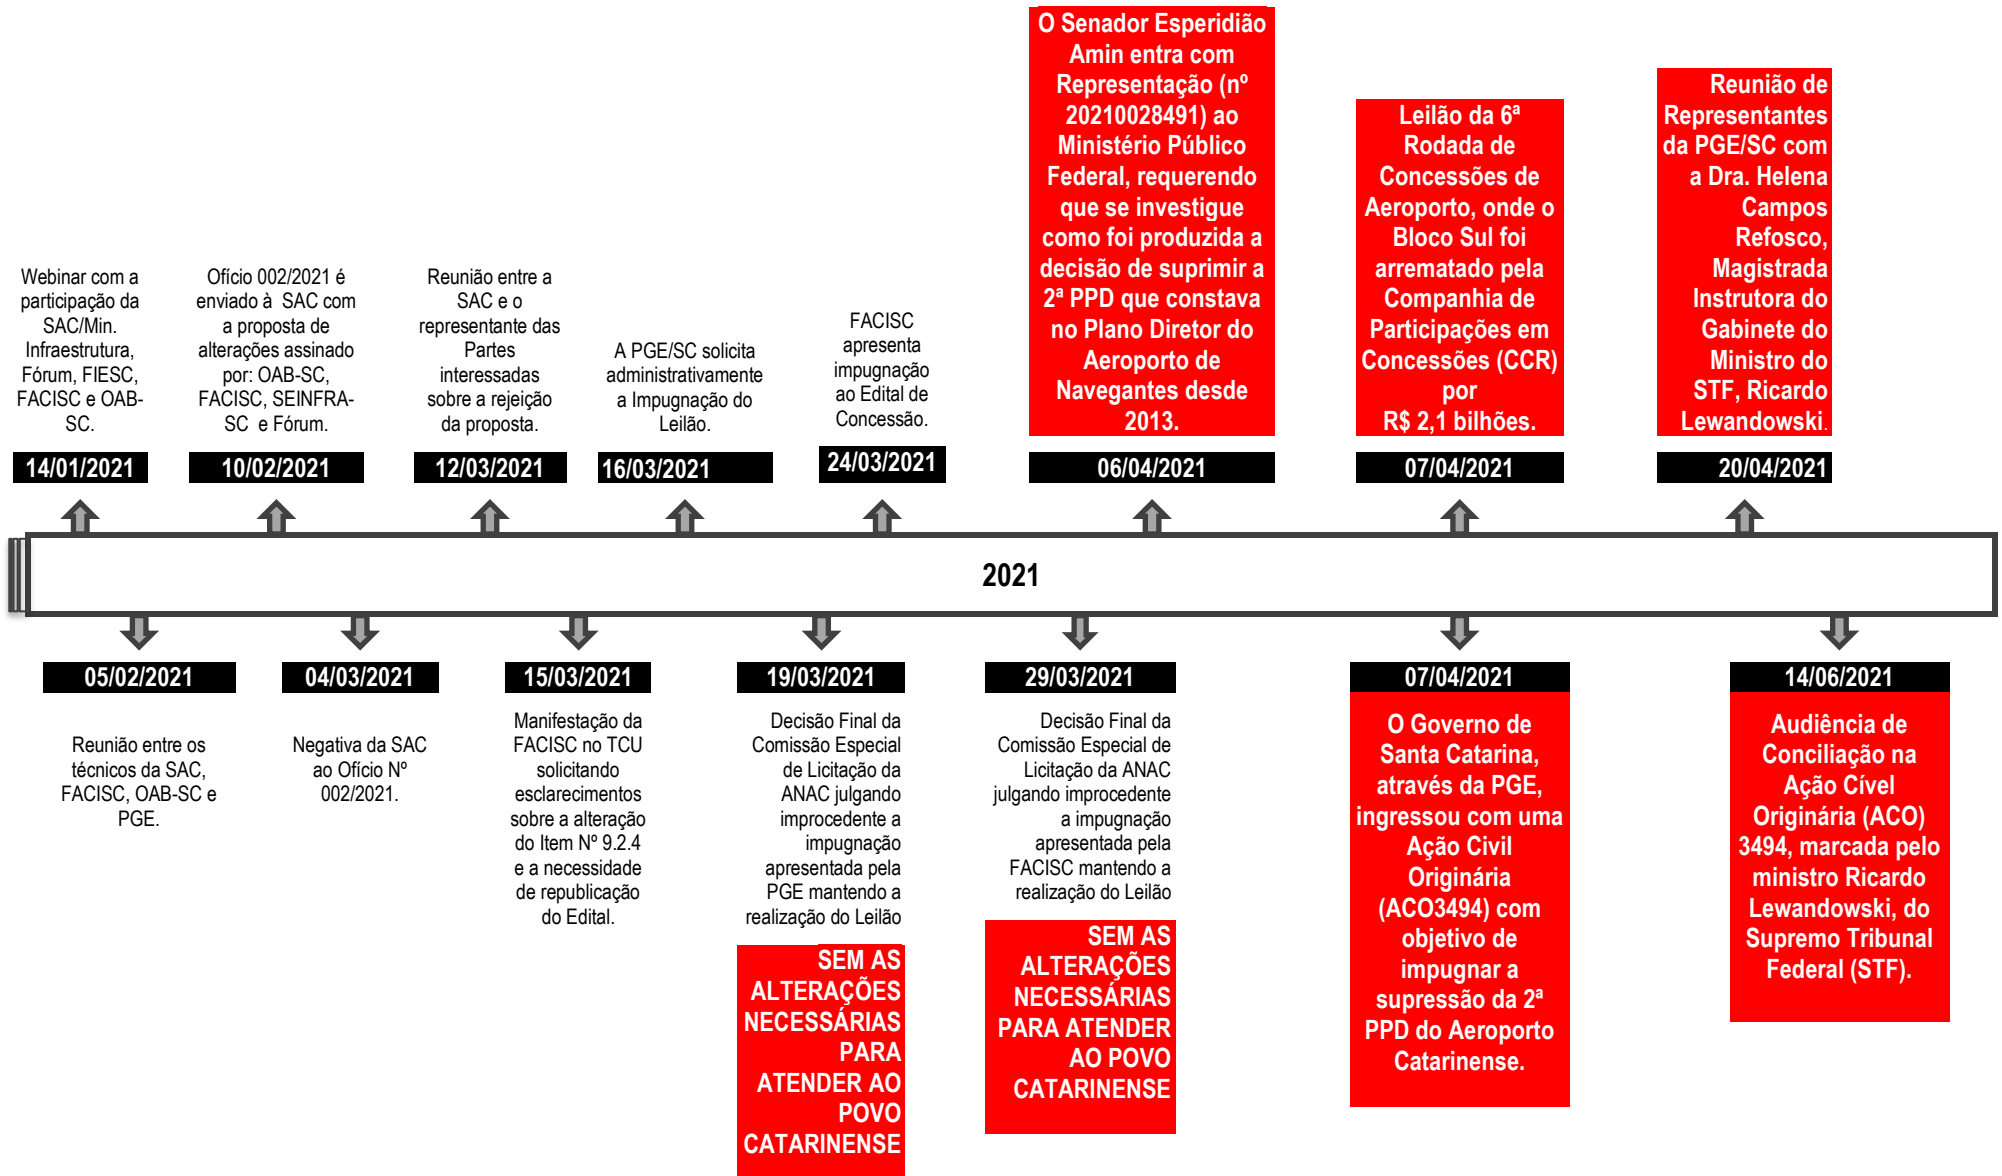 Webinar com a
participação da
SAC/Min.
Infraestrutura,
Fórum, FIESC,
FACISC e OAB-
SC.
14/01/2021
Ofício 002/2021 é
enviado à SAC com
a proposta de
alterações assinado
por: OAB-SC,
FACISC, SEINFRA-
SC e Fórum.
10/02/2021
Reunião entre a
SAC e o
representante das
Partes
interessadas
sobre a rejeição
da proposta.
12/03/2021
A PGE/SC solicita
administrativamente
a Impugnação do
Leilão.
16/03/2021
FACISC
apresenta
impugnação
ao Edital de
Concessão.
24/03/2021
O Senador Esperidião
Amin entra com
Representação (nº
20210028491) ao
Ministério Público
Federal, requerendo
que se investigue
como foi produzida a
decisão de suprimir a
2ª PPD que constava
no Plano Diretor do
Aeroporto de
Navegantes desde
2013.
06/04/2021
Leilão da 6ª
Rodada de
Concessões de
Aeroporto, onde o
Bloco Sul foi
arrematado pela
Companhia de
Participações em
Concessões (CCR)
por
R$ 2,1 bilhões.
07/04/2021
Reunião de
Representantes
da PGE/SC com
a Dra. Helena
Campos
Refosco,
Magistrada
Instrutora do
Gabinete do
Ministro do
STF, Ricardo
Lewandowski.
20/04/2021
2021
05/02/2021
Reunião entre os
técnicos da SAC,
FACISC, OAB-SC e
PGE.
04/03/2021
Negativa da SAC
ao Ofício Nº
002/2021.
15/03/2021
Manifestação da
FACISC no TCU
solicitando
esclarecimentos
sobre a alteração
do Item Nº 9.2.4
e a necessidade
de republicação
do Edital.
19/03/2021
Decisão Final da
Comissão Especial
de Licitação da
ANAC julgando
improcedente a
impugnação
apresentada pela
PGE mantendo a
realização do Leilão
SEM AS
ALTERAÇÕES
NECESSÁRIAS
PARA
ATENDER AO
POVO
CATARINENSE
29/03/2021
Decisão Final da
Comissão Especial de
Licitação da ANAC
julgando improcedente
a impugnação
apresentada pela
FACISC mantendo a
realização do Leilão
SEM AS
ALTERAÇÕES
NECESSÁRIAS
PARA ATENDER
AO POVO
CATARINENSE
07/04/2021
O Governo de
Santa Catarina,
através da PGE,
ingressou com uma
Ação Civil
Originária
(ACO3494) com
objetivo de
impugnar a
supressão da 2ª
PPD do Aeroporto
Catarinense.
14/06/2021
Audiência de
Conciliação na
Ação Cível
Originária (ACO)
3494, marcada pelo
ministro Ricardo
Lewandowski, do
Supremo Tribunal
Federal (STF).